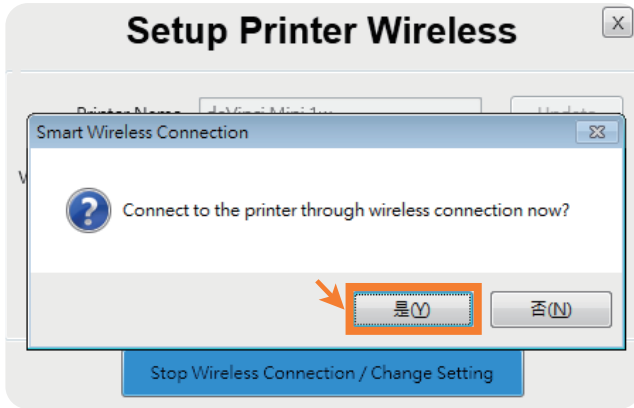 Setup Printer Wireless
X
Smart Wireless Connection
Connect to the printer through wireless connection now?
是(Y)
否(N)
Stop Wireless Connection / Change Setting